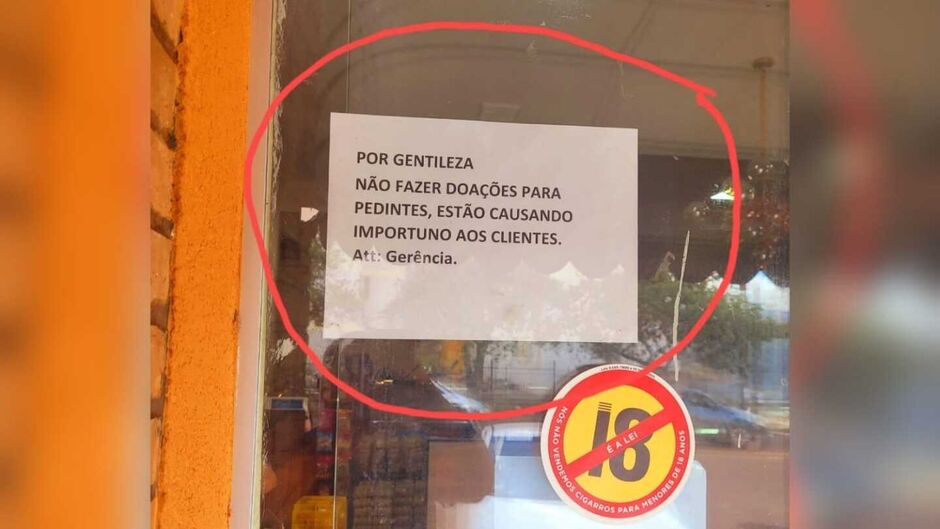 POR GENTILEZA
NÃO FAZER DOAÇÕES PARA
PEDINTES, ESTÃO CAUSANDO
IMPORTUNO AOS CLIENTES.
Att: Gerência.
18
É A LEI
NÓS NÃO VENDEMOS CIGARROS PARA MENORES DE 18 ANOS